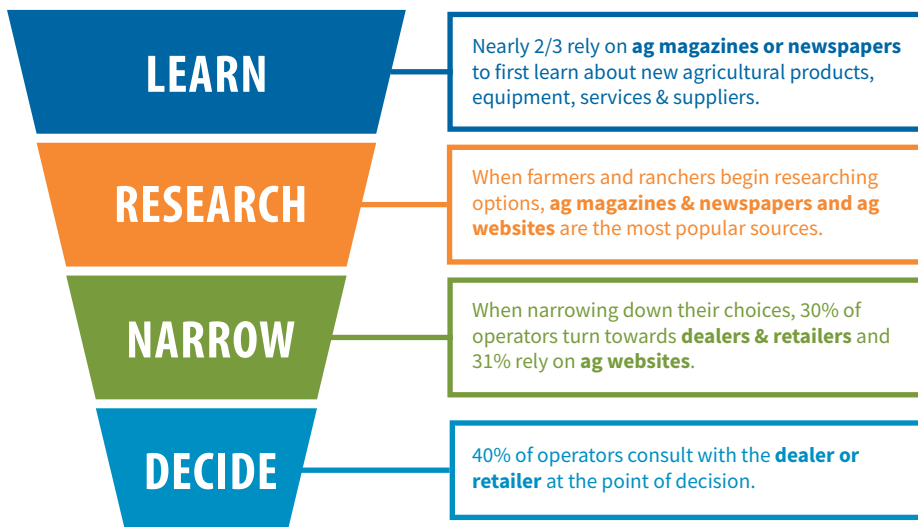 LEARN
Nearly 2/3 rely on ag magazines or newspapers
to first learn about new agricultural products,
equipment, services & suppliers.
RESEARCH
When farmers and ranchers begin researching
options, ag magazines & newspapers and ag
websites are the most popular sources.
NARROW
When narrowing down their choices, 30% of
operators turn towards dealers & retailers and
31% rely on ag websites.
DECIDE
40% of operators consult with the dealer or
retailer at the point of decision.